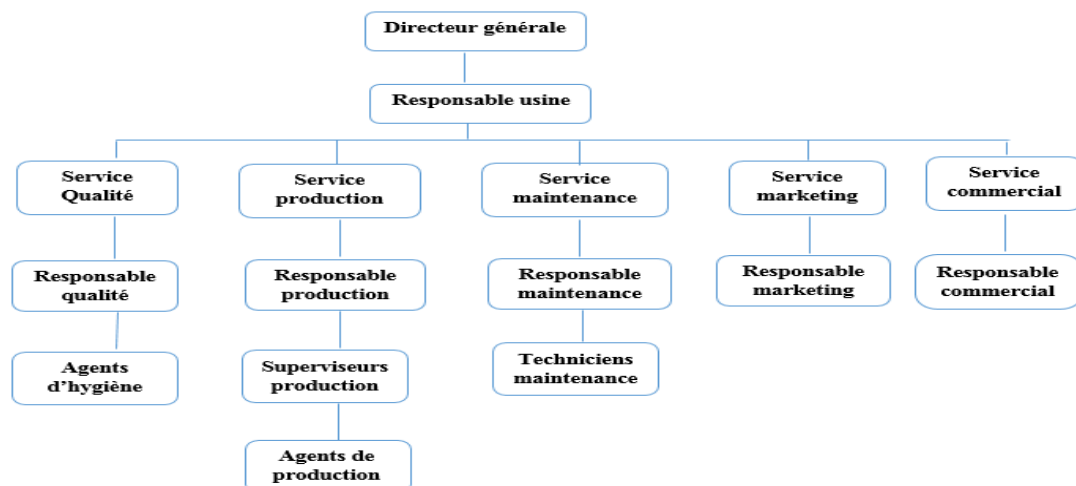 Directeur générale
Responsable usine
Service
Qualité
Service
production
Service
maintenance
Service
marketing
Service
commercial
Responsable
qualité
Responsable
production
Responsable
maintenance
Responsable
marketing
Responsable
commercial
Agents
d’hygiène
Superviseurs
production
Techniciens
maintenance
Agents de
production